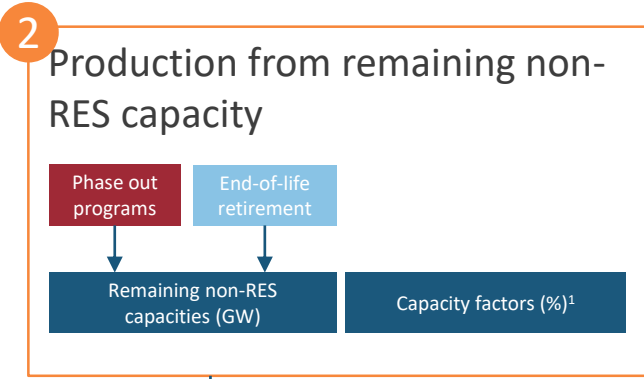 2
Production from remaining non-
RES capacity
Phase out
programs
End-of-life
retirement
Remaining non-RES
capacities (GW)
Capacity factors (%)¹